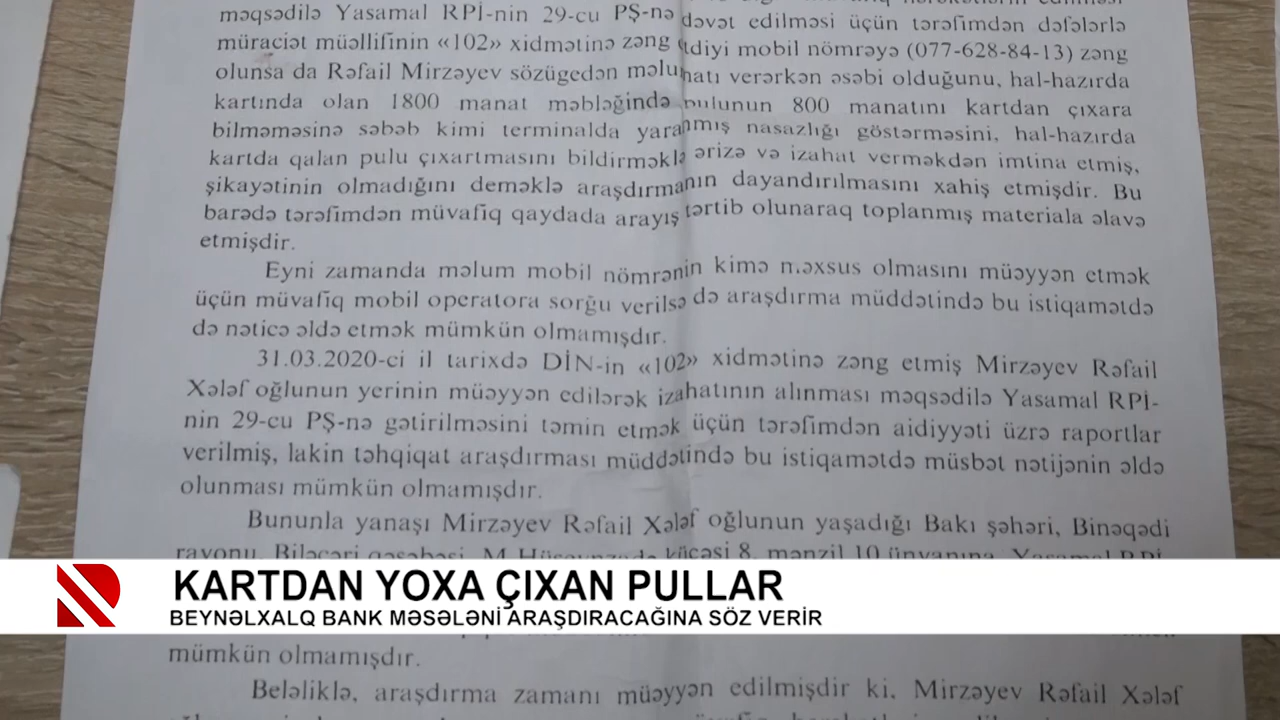 məqsədilə Yasamal RPİ-nin 29-cu PŞ-nə dəvət edilməsi üçün tərəfimdən dəfələrlə
müraciət müəllifinin «102» xidmətinə zəng etdiyi mobil nömrəyə (077-628-84-13) zəng
olunsa da Rəfail Mirzəyev sözügedən məlumatı verərkən əsəbi olduğunu, hal-hazırda
kartında olan 1800 manat məbləğində pulunun 800 manatını kartdan çıxara
bilməməsinə səbəb kimi terminalda yaranmış nasazlığı göstərməsini, hal-hazırda
kartda qalan pulu çıxartmasını bildirməklə ərizə və izahat verməkdən imtina etmiş,
şikayətinin olmadığını deməklə araşdırmanın dayandırılmasını xahiş etmişdir. Bu
barədə tərəfimdən müvafiq qaydada arayış tərtib olunaraq toplanmış materiala əlavə
etmişdir.
Eyni zamanda məlum mobil nömrənin kimə məxsus olmasını müəyyən etmək
üçün müvafiq mobil operatora sorğu verilsə də araşdırma müddətində bu istiqamətdə
də nəticə əldə etmək mümkün olmamışdır.
31.03.2020-ci il tarixdə DİN-in «102» xidmətinə zəng etmiş Mirzəyev Rəfail
Xələf oğlunun yerinin müəyyən edilərək izahatının alınması məqsədilə Yasamal RPİ-
nin 29-cu PŞ-nə gətirilməsini təmin etmək üçün tərəfimdən aidiyyəti üzrə raportlar
verilmiş, lakin təhqiqat araşdırması müddətində bu istiqamətdə müsbət nətijənin əldə
olunması mümkün olmamışdır.
Bununla yanaşı Mirzəyev Rəfail Xələf oğlunun yaşadığı Bakı şəhəri, Binəqədi
rayonu, Biləcəri qəsəbəsi, küçəsi 8, mənzil 10 ünvanına, Yasamal RPİ-
KARTDAN YOXA ÇIXAN PULLAR
BEYNƏLXALQ BANK MƏSƏLƏNİ ARAŞDIRACAĞINA SÖZ VERİR
mümkün olmamışdır.
Beləliklə, araşdırma zamanı müəyyən edilmişdir ki, Mirzəyev Rəfail Xələf